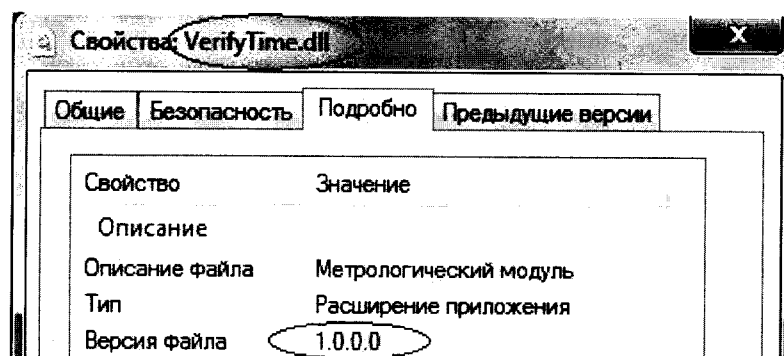 Свойства: VerifyTime.dll
x
Общие Безопасность Подробно Предыдущие версии
Свойство Значение
Описание
Описание файла Метрологический модуль
Тип Расширение приложения
Версия файла 1.0.0.0